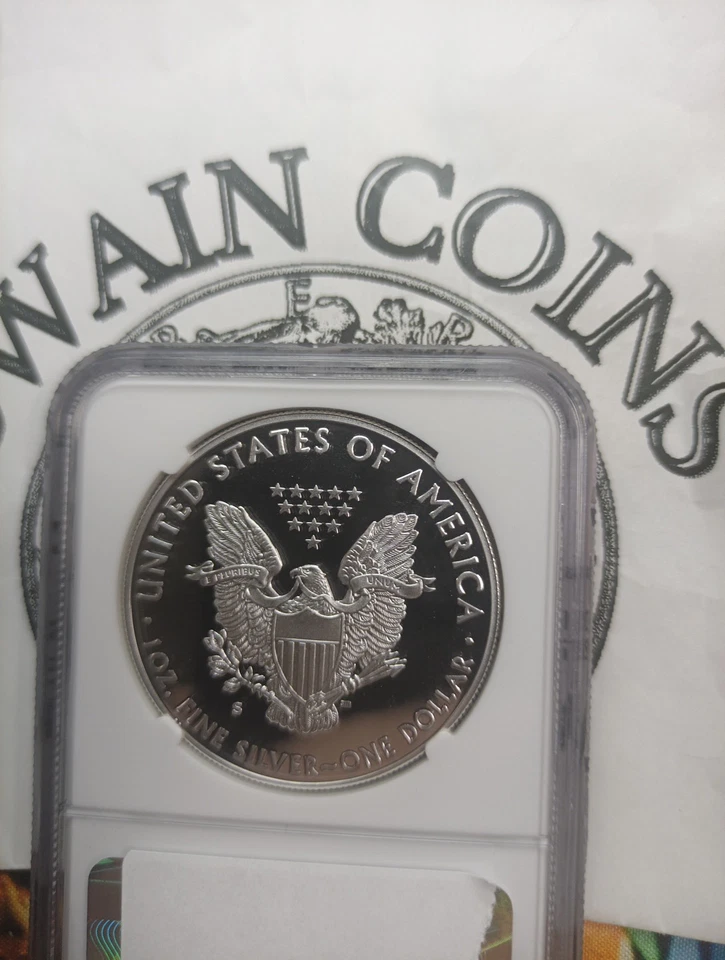 WAIN COINS
E
R
UNITED STATES OF AMERICA
E PLURIBUS UNUM
S
1 OZ. FINE SILVER~ONE DOLLAR